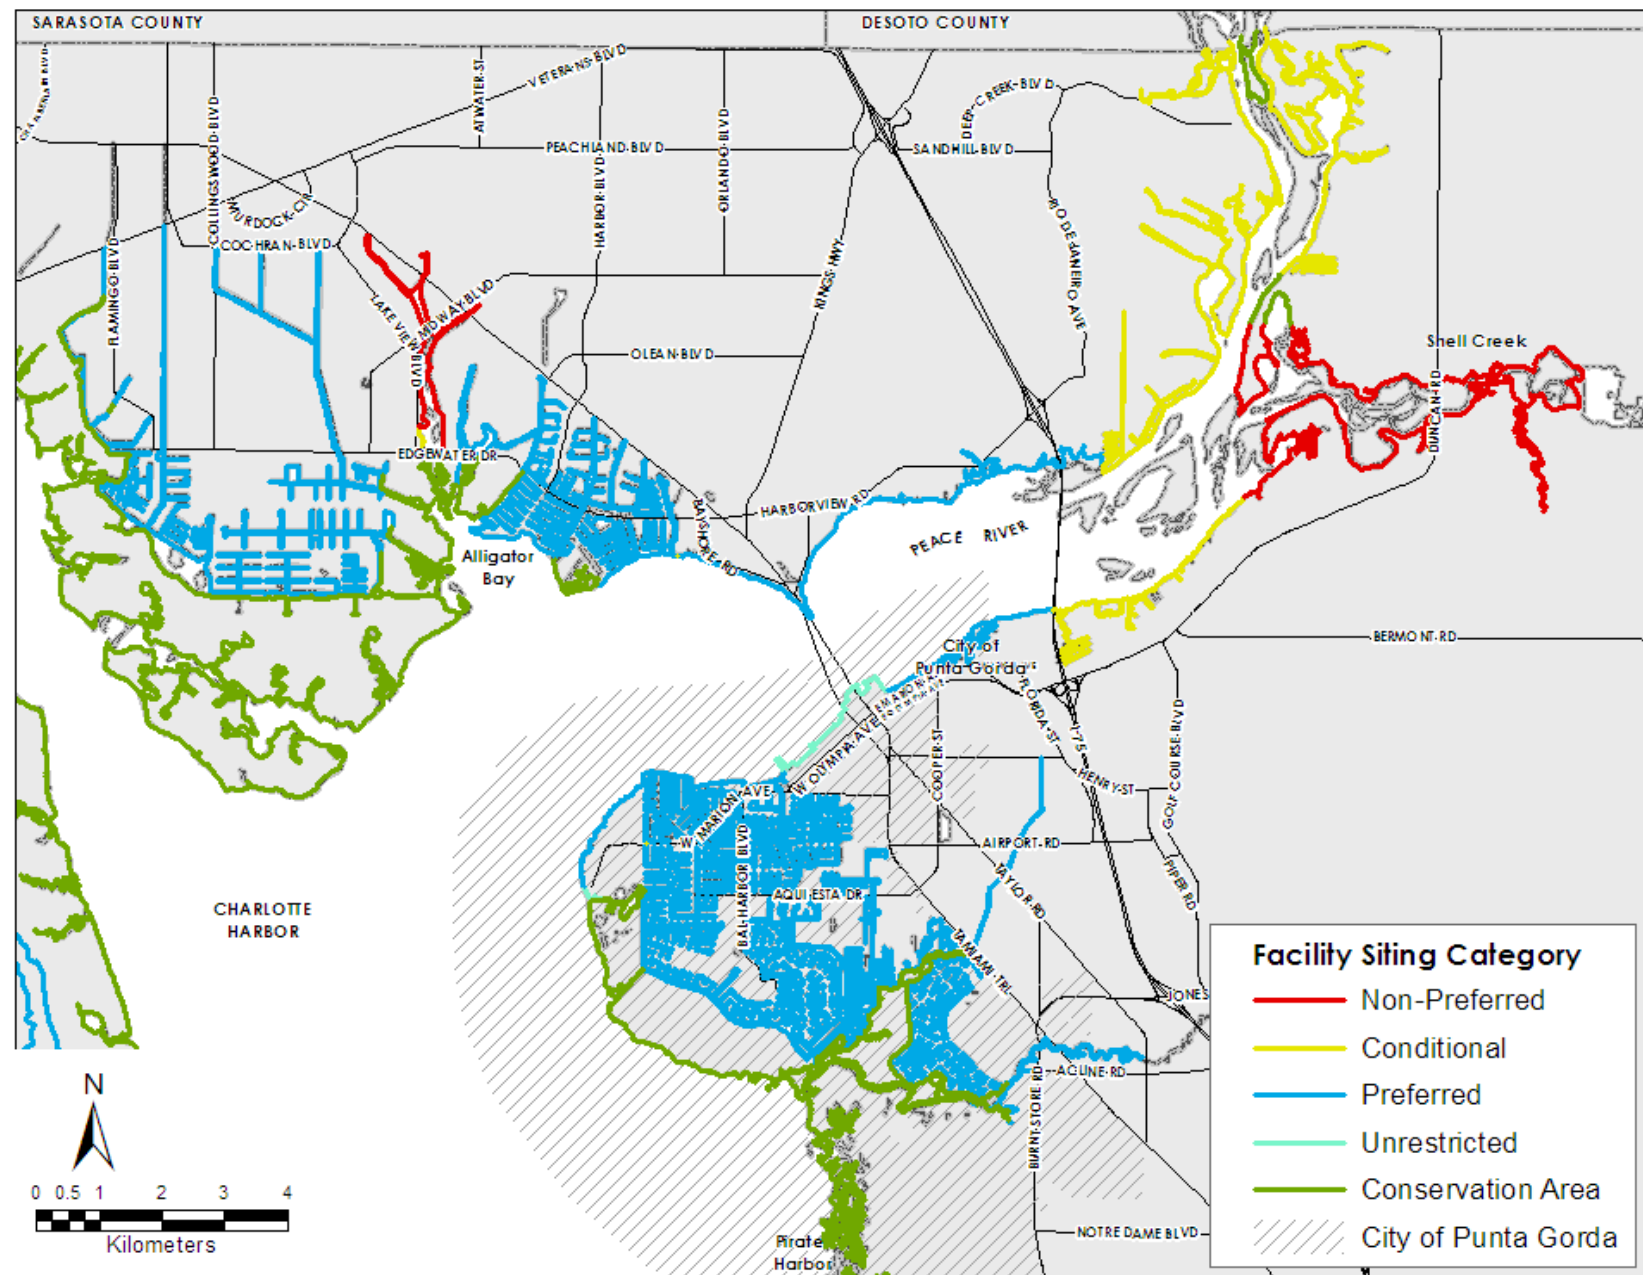 SARASOTA COUNTY
DESOTO COUNTY
VETERANS BLVD
ATWATER ST
COLLINGSWOOD BLVD
HARBOR BLVD
ORLANDO BLVD
PEACHLAND BLVD
DEEP CREEK BLVD
SANDHILL BLVD
MURDOCK CIR
COCHRAN BLVD
FLAMINGO BLVD
RIO DE JANEIRO AVE
KINGS HWY
LAKE VIEW BLVD
MIDWAY BLVD
OLEAN BLVD
Shell Creek
DUNCAN RD
EDGEWATER DR
HARBORVIEW RD
BAYSHORE RD
PEACE RIVER
Alligator
Bay
City of
Punta Gorda
BERMONT RD
FLORIDA ST
I-75
W OLYMPIA AVE
COOPER ST
HENRY ST
GOLF COURSE BLVD
W MARION AVE
BAL HARBOR BLVD
AIRPORT RD
TAYLOR RD
PIPER RD
AQUI ESTA DR
CHARLOTTE
HARBOR
TAMIAMI TRL
JONES
ACLINE RD
BURNT STORE RD
NOTRE DAME BLVD
Pirate
Harbor
N
0 0.5 1 2 3 4
Kilometers
Facility Siting Category
Non-Preferred
Conditional
Preferred
Unrestricted
Conservation Area
City of Punta Gorda